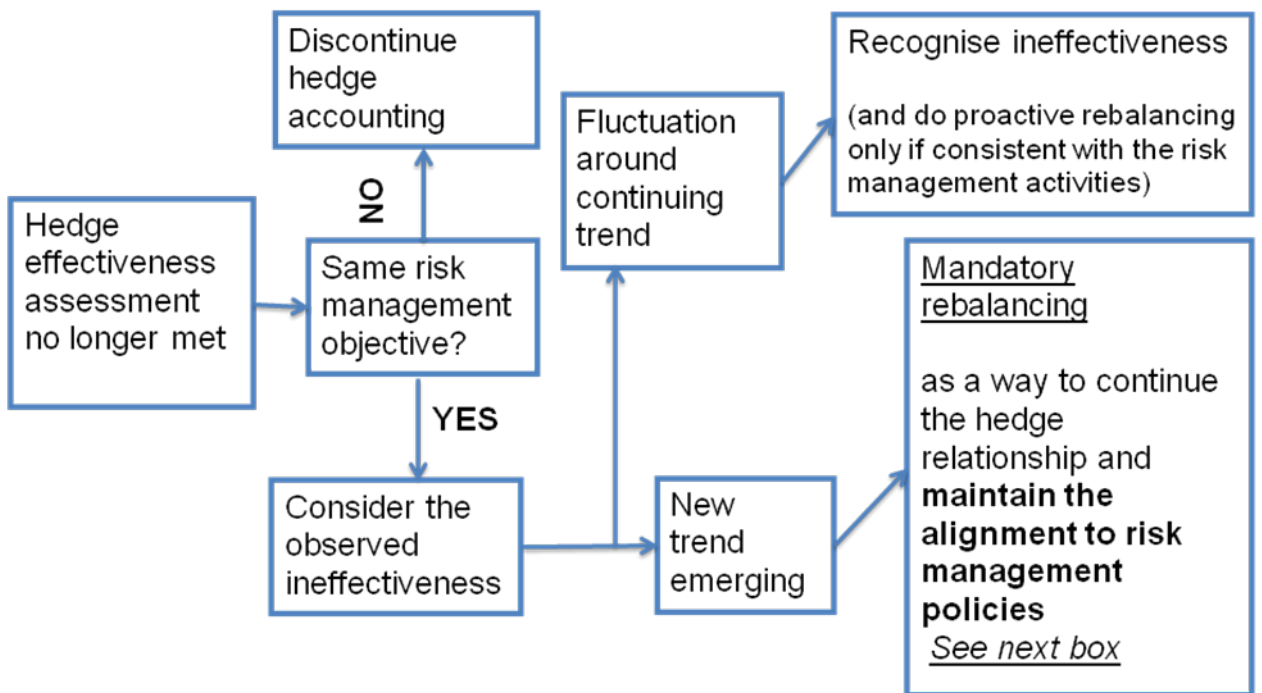 Hedge
effectiveness
assessment
no longer met
Discontinue
hedge
accounting
NO
Same risk
management
objective?
YES
Consider the
observed
ineffectiveness
Fluctuation
around
continuing
trend
New
trend
emerging
Recognise ineffectiveness
(and do proactive rebalancing
only if consistent with the risk
management activities)
Mandatory
rebalancing
as a way to continue
the hedge
relationship and
maintain the
alignment to risk
management
policies
See next box